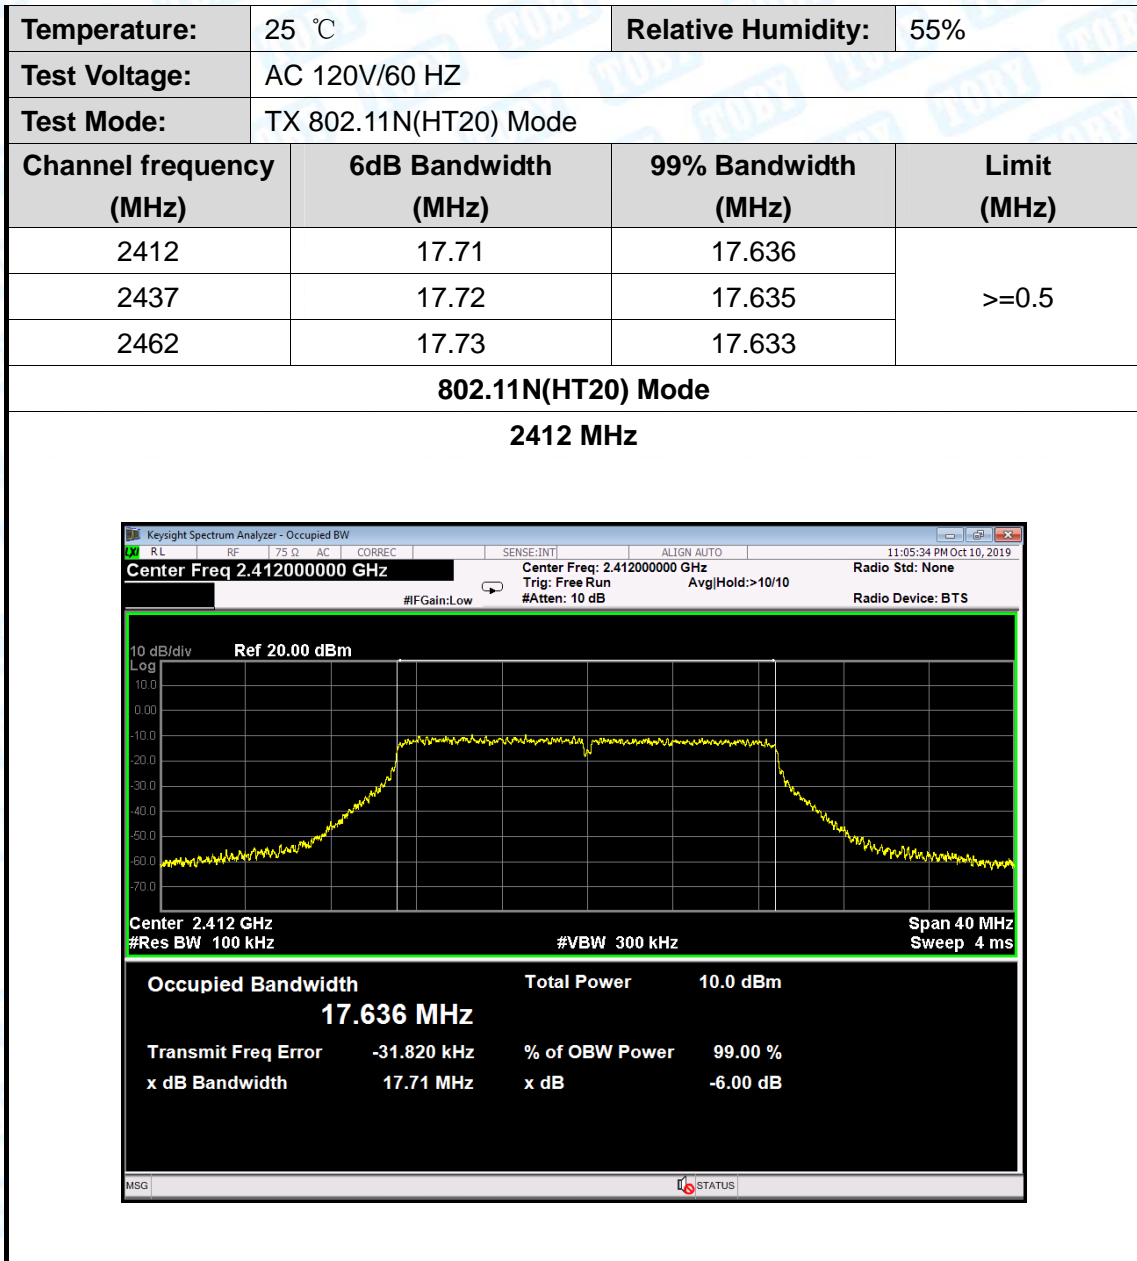 Temperature: 25 ℃ Relative Humidity: 55%
Test Voltage: AC 120V/60 HZ
Test Mode: TX 802.11N(HT20) Mode
Channel frequency (MHz) 6dB Bandwidth (MHz) 99% Bandwidth (MHz) Limit (MHz)
2412 17.71 17.636
2437 17.72 17.635 >=0.5
2462 17.73 17.633
802.11N(HT20) Mode
2412 MHz
Keysight Spectrum Analyzer - Occupied BW
LXI RL RF 75 Ω AC CORREC SENSE:INT ALIGN AUTO 11:05:34 PM Oct 10, 2019
Center Freq 2.412000000 GHz Center Freq: 2.412000000 GHz Radio Std: None
Trig: Free Run Avg|Hold:>10/10
#IFGain:Low #Atten: 10 dB Radio Device: BTS
10 dB/div Ref 20.00 dBm
Log
10.0
0.00
-10.0
-20.0
-30.0
-40.0
-50.0
-60.0
-70.0
Center 2.412 GHz Span 40 MHz
#Res BW 100 kHz #VBW 300 kHz Sweep 4 ms
Occupied Bandwidth Total Power 10.0 dBm
17.636 MHz
Transmit Freq Error -31.820 kHz % of OBW Power 99.00 %
x dB Bandwidth 17.71 MHz x dB -6.00 dB
MSG STATUS
TOBY